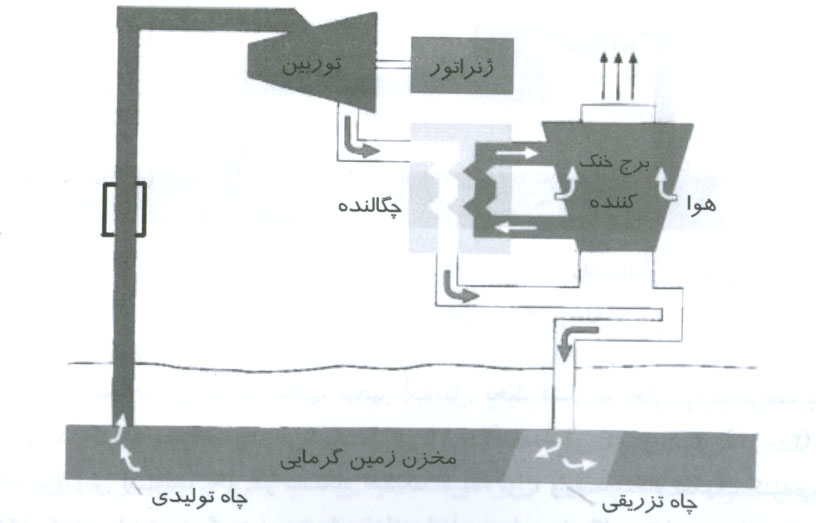 توربین
ژنراتور
برج خنک
کننده
هوا
چگالنده
مخزن زمین گرمایی
چاه تولیدی
چاه تزریقی